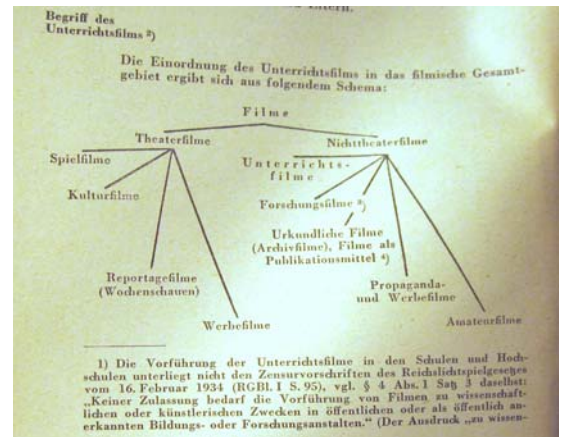 Begriff des
Unterrichtsfilms ²)
Die Einordnung des Unterrichtsfilms in das filmische Gesamt-
gebiet ergibt sich aus folgendem Schema:
Filme
Theaterfilme
Nichttheaterfilme
Spielfilme
Unterrichts-
filme
Kulturfilme
Forschungsfilme ³)
Urkundliche Filme
(Archivfilme), Filme als
Publikationsmittel ⁴)
Reportagefilme
(Wochenschauen)
Propaganda-
und Werbefilme
Werbefilme
Amateurfilme
1) Die Vorführung der Unterrichtsfilme in den Schulen und Hoch-
schulen unterliegt nicht den Zensurvorschriften des Reichslichtspielgesetzes
vom 16. Februar 1934 (RGBl. I S. 95), vgl. § 4 Abs. 1 Satz 3 daselbst:
„Keiner Zulassung bedarf die Vorführung von Filmen zu wissenschaft-
lichen oder künstlerischen Zwecken in öffentlichen oder als öffentlich an-
erkannten Bildungs- oder Forschungsanstalten.“ (Der Ausdruck „zu wissen-